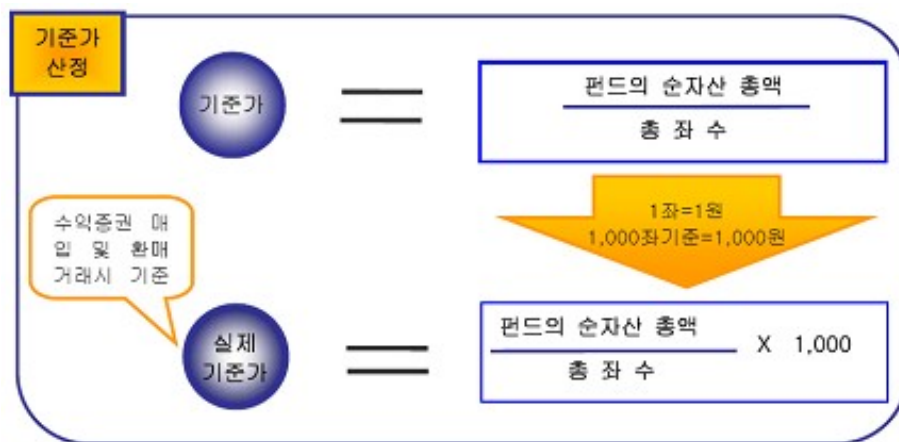 기준가
산정
기준가
펀드의 순자산 총액
총 좌 수
1좌=1원
1,000좌기준=1,000원
수익증권 매
입 및 환매
거래시 기준
실제
기준가
펀드의 순자산 총액
총 좌 수
X 1,000